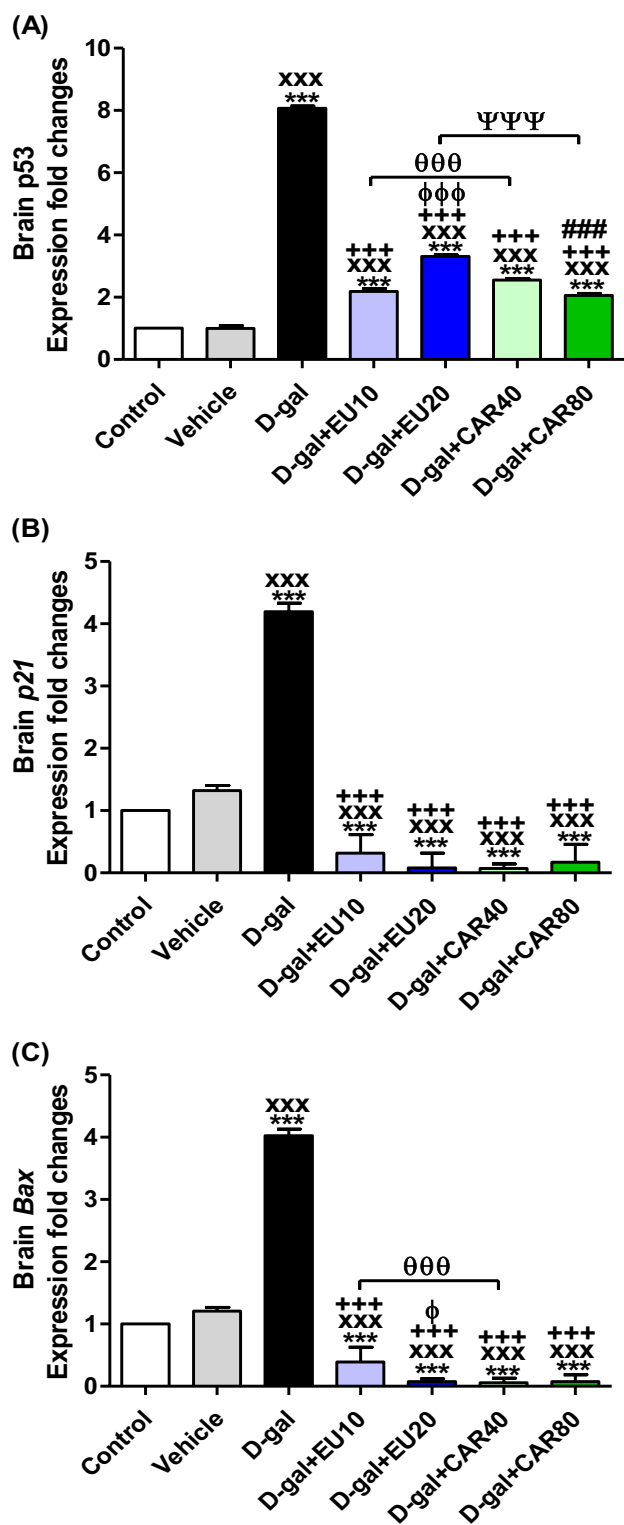 (A)
Brain p53
Expression fold changes
10
8
6
4
2
0
xxx
***
+++
xxx
***
θθθ
ϕϕϕ
+++
xxx
***
ΨΨΨ
+++
xxx
***
###
+++
xxx
***
Control
Vehicle
D-gal
D-gal+EU10
D-gal+EU20
D-gal+CAR40
D-gal+CAR80
(B)
Brain p21
Expression fold changes
5
4
3
2
1
0
xxx
***
+++
xxx
***
+++
xxx
***
+++
xxx
***
+++
xxx
***
Control
Vehicle
D-gal
D-gal+EU10
D-gal+EU20
D-gal+CAR40
D-gal+CAR80
(C)
Brain Bax
Expression fold changes
5
4
3
2
1
0
xxx
***
θθθ
+++
xxx
***
ϕ
+++
xxx
***
+++
xxx
***
+++
xxx
***
Control
Vehicle
D-gal
D-gal+EU10
D-gal+EU20
D-gal+CAR40
D-gal+CAR80